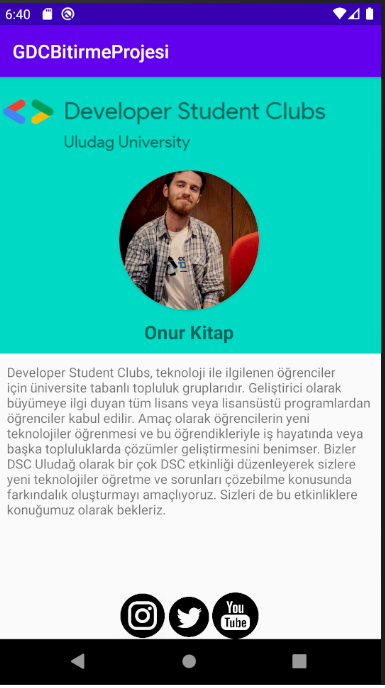 6:40
GDCBitirmeProjesi
Developer Student Clubs
Uludag University
Onur Kitap
Developer Student Clubs, teknoloji ile ilgilenen öğrenciler
için üniversite tabanlı topluluk gruplarıdır. Geliştirici olarak
büyümeye ilgi duyan tüm lisans veya lisansüstü programlardan
öğrenciler kabul edilir. Amaç olarak öğrencilerin yeni
teknolojiler öğrenmesi ve bu öğrendikleriyle iş hayatında veya
başka topluluklarda çözümler geliştirmesini benimser. Bizler
DSC Uludağ olarak bir çok DSC etkinliği düzenleyerek sizlere
yeni teknolojiler öğretme ve sorunları çözebilme konusunda
farkındalık oluşturmayı amaçlıyoruz. Sizleri de bu etkinliklere
konuğumuz olarak bekleriz.
You
Tube